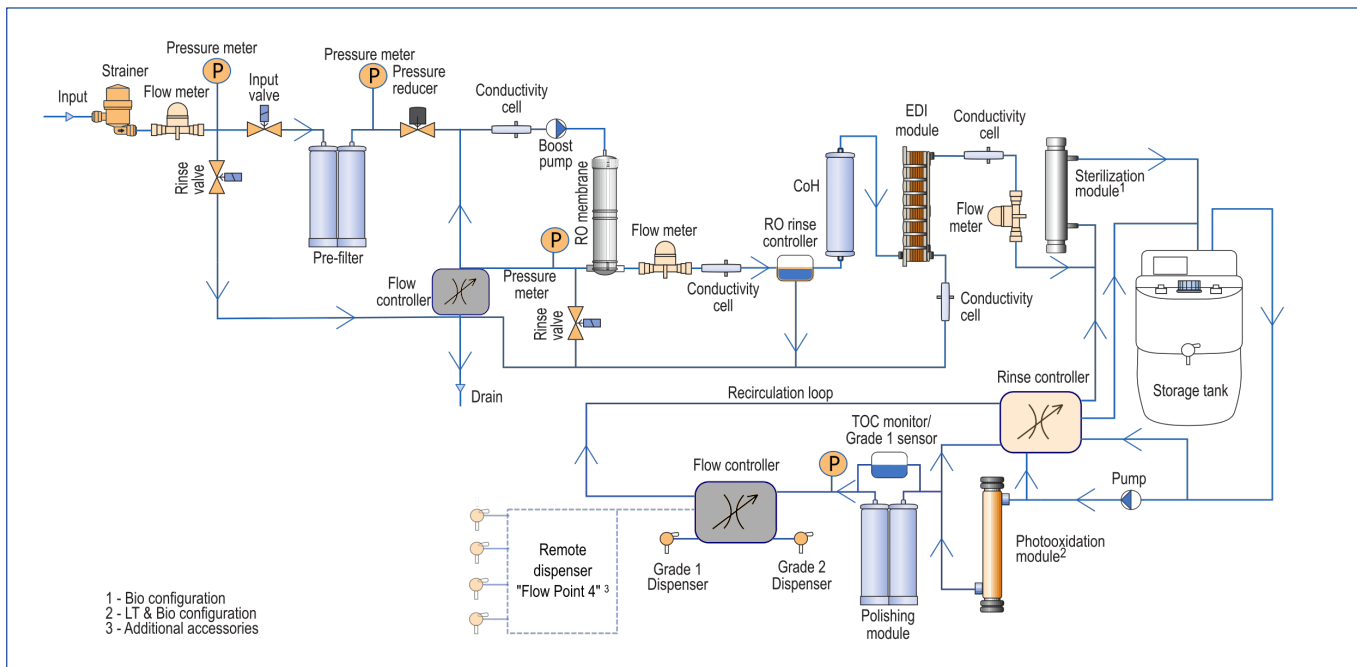 Pressure meter
P
Strainer
Input
Flow meter
Input
valve
Rinse
valve
Pre-filter
Pressure meter
P
Pressure
reducer
Conductivity
cell
Boost
pump
RO membrane
P
Pressure
meter
Flow
controller
Rinse
valve
Drain
Flow meter
Conductivity
cell
RO rinse
controller
CoH
EDI
module
Conductivity
cell
Flow
meter
Conductivity
cell
Sterilization
module1
Storage tank
Rinse controller
Recirculation loop
TOC monitor/
Grade 1 sensor
P
Flow controller
Pump
Photooxidation
module2
Polishing
module
Grade 1
Dispenser
Grade 2
Dispenser
Remote
dispenser
"Flow Point 4" 3
1 - Bio configuration
2 - LT & Bio configuration
3 - Additional accessories